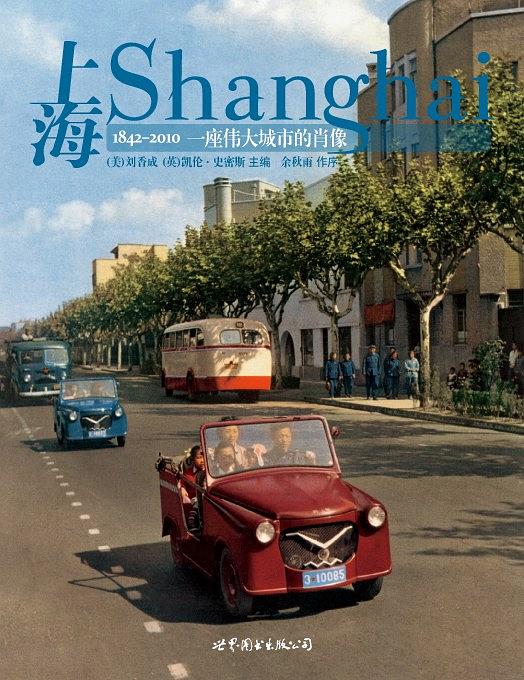 上海 Shanghai
1842-2010 一座伟大城市的肖像
(美)刘香成 (英)凯伦·史密斯 主编 余秋雨 作序
3-10085
世界图书出版公司